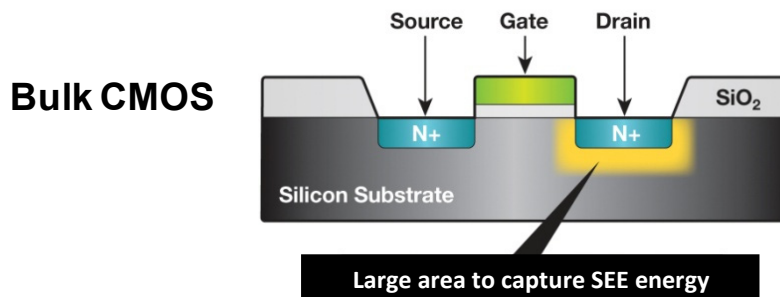 Source Gate Drain
Bulk CMOS
SiO₂
N+ N+
Silicon Substrate
Large area to capture SEE energy